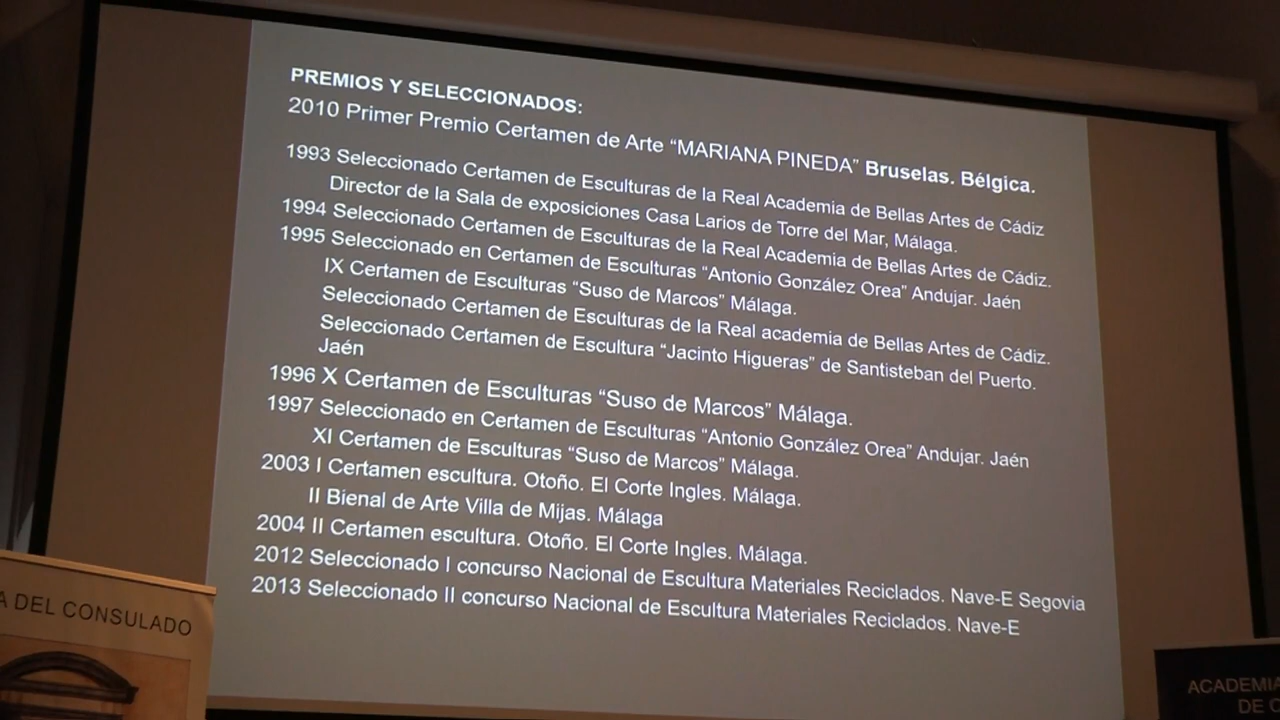 PREMIOS Y SELECCIONADOS:
2010 Primer Premio Certamen de Arte “MARIANA PINEDA” Bruselas. Bélgica.
1993 Seleccionado Certamen de Esculturas de la Real Academia de Bellas Artes de Cádiz
Director de la Sala de exposiciones Casa Larios de Torre del Mar, Málaga.
1994 Seleccionado Certamen de Esculturas de la Real Academia de Bellas Artes de Cádiz.
1995 Seleccionado en Certamen de Esculturas “Antonio González Orea” Andujar. Jaén
IX Certamen de Esculturas “Suso de Marcos” Málaga.
Seleccionado Certamen de Esculturas de la Real academia de Bellas Artes de Cádiz.
Seleccionado Certamen de Escultura “Jacinto Higueras” de Santisteban del Puerto.
Jaén
1996 X Certamen de Esculturas “Suso de Marcos” Málaga.
1997 Seleccionado en Certamen de Esculturas “Antonio González Orea” Andujar. Jaén
XI Certamen de Esculturas “Suso de Marcos” Málaga.
2003 I Certamen escultura. Otoño. El Corte Ingles. Málaga.
II Bienal de Arte Villa de Mijas. Málaga
2004 II Certamen escultura. Otoño. El Corte Ingles. Málaga.
2012 Seleccionado I concurso Nacional de Escultura Materiales Reciclados. Nave-E Segovia
2013 Seleccionado II concurso Nacional de Escultura Materiales Reciclados. Nave-E
A DEL CONSULADO
ACADEMIA
DE